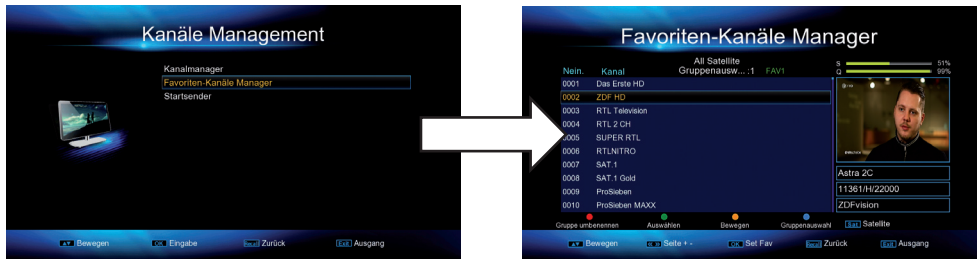 Kanäle Management
Kanalmanager
Favoriten-Kanäle Manager
Startsender
Bewegen
OK Eingabe
Recall Zurück
Exit Ausgang
Favoriten-Kanäle Manager
All Satellite
Nein. Kanal Gruppenausw... :1 FAV1
S 51%
Q 99%
0001 Das Erste HD
0002 ZDF HD
0003 RTL Television
0004 RTL 2 CH
0005 SUPER RTL
0006 RTLNITRO
0007 SAT.1
0008 SAT.1 Gold
0009 ProSieben
0010 ProSieben MAXX
Astra 2C
11361/H/22000
ZDFvision
Gruppe umbenennen Auswählen Bewegen Gruppenauswahl Sat Satellite
Bewegen Seite + - OK Set Fav Recall Zurück Exit Ausgang